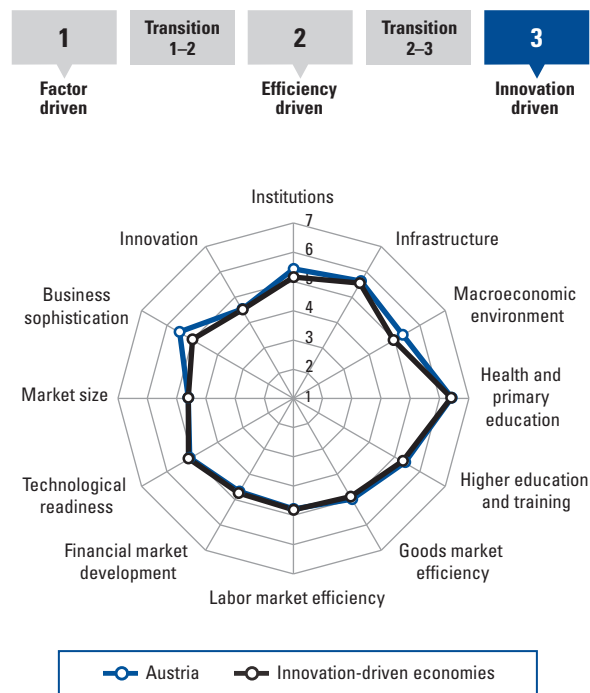 1
Transition
1–2
2
Transition
2–3
3
Factor
driven
Efficiency
driven
Innovation
driven
Institutions
7
Innovation
6
Infrastructure
5
Business
sophistication
4
Macroeconomic
environment
3
2
Market size
1
Health and
primary
education
Technological
readiness
Higher education
and training
Financial market
development
Goods market
efficiency
Labor market efficiency
Austria
Innovation-driven economies